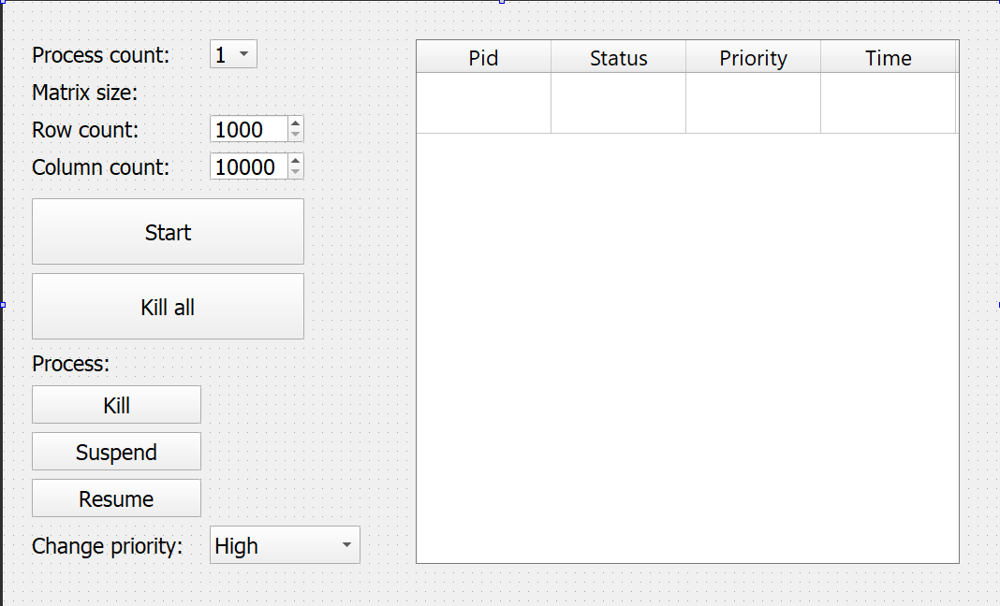 Process count: 1
Matrix size:
Row count: 1000
Column count: 10000
Start
Kill all
Process:
Kill
Suspend
Resume
Change priority: High
Pid Status Priority Time